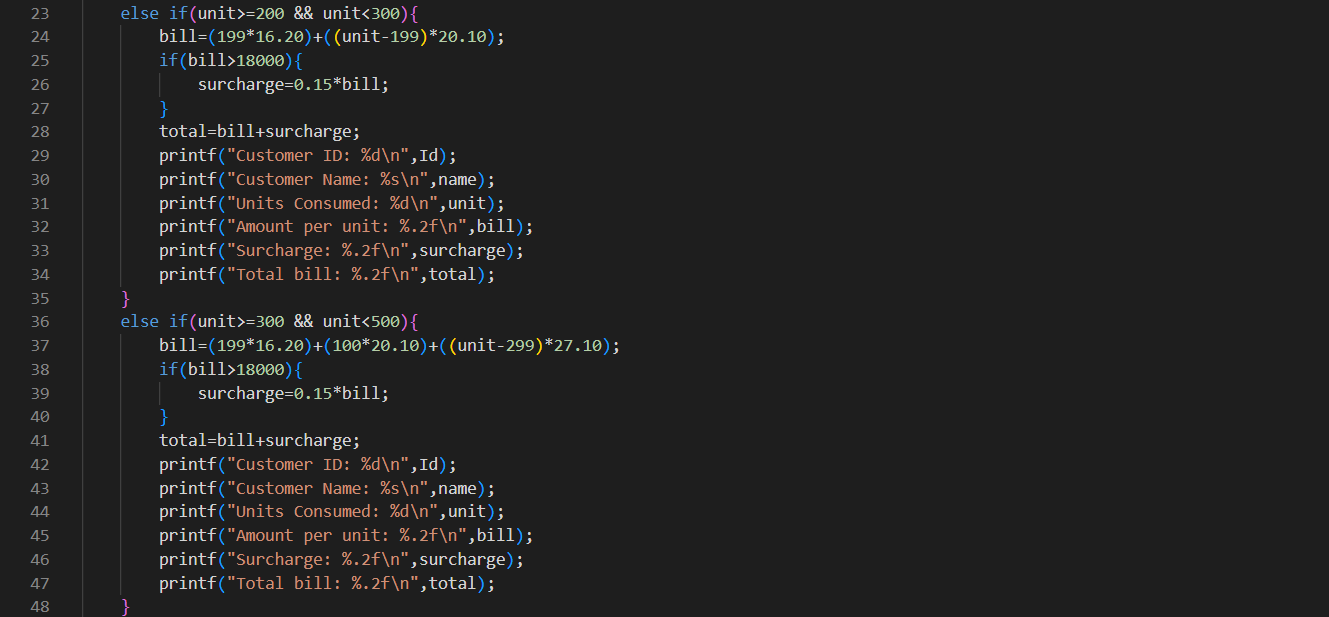 23 else if(unit>=200 && unit<300){
24 bill=(199*16.20)+((unit-199)*20.10);
25 if(bill>18000){
26 surcharge=0.15*bill;
27 }
28 total=bill+surcharge;
29 printf("Customer ID: %d\n",Id);
30 printf("Customer Name: %s\n",name);
31 printf("Units Consumed: %d\n",unit);
32 printf("Amount per unit: %.2f\n",bill);
33 printf("Surcharge: %.2f\n",surcharge);
34 printf("Total bill: %.2f\n",total);
35 }
36 else if(unit>=300 && unit<500){
37 bill=(199*16.20)+(100*20.10)+((unit-299)*27.10);
38 if(bill>18000){
39 surcharge=0.15*bill;
40 }
41 total=bill+surcharge;
42 printf("Customer ID: %d\n",Id);
43 printf("Customer Name: %s\n",name);
44 printf("Units Consumed: %d\n",unit);
45 printf("Amount per unit: %.2f\n",bill);
46 printf("Surcharge: %.2f\n",surcharge);
47 printf("Total bill: %.2f\n",total);
48 }